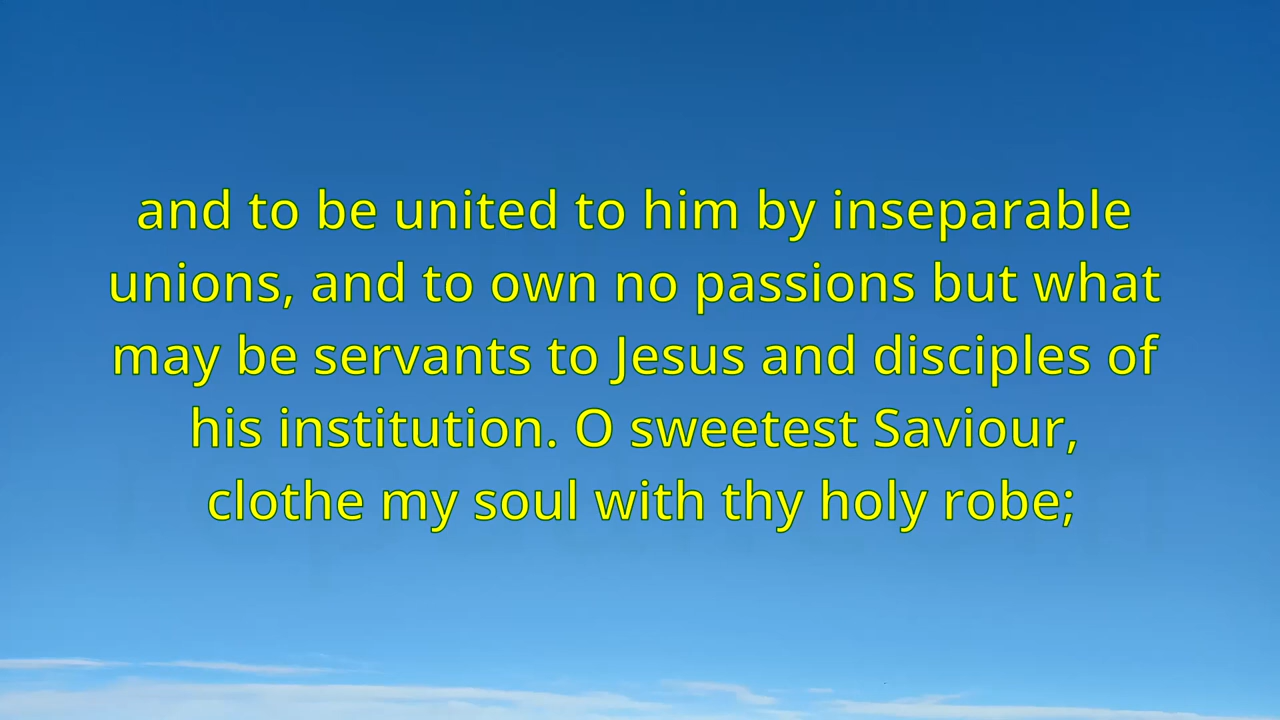 and to be united to him by inseparable
unions, and to own no passions but what
may be servants to Jesus and disciples of
his institution. O sweetest Saviour,
clothe my soul with thy holy robe;